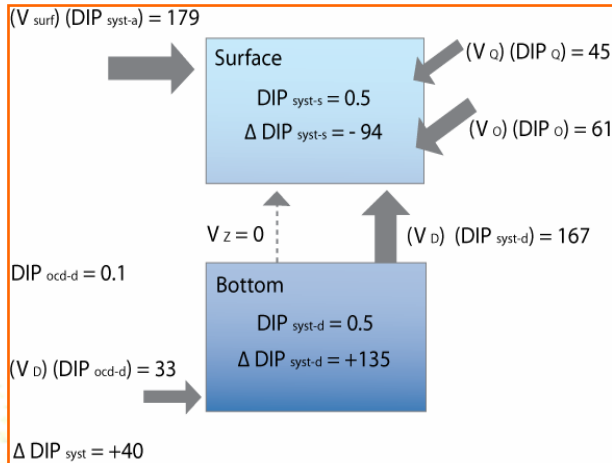 (V surf) (DIP syst-a) = 179
Surface
DIP syst-s = 0.5
Δ DIP syst-s = - 94
(V Q) (DIP Q) = 45
(V O) (DIP O) = 61
V Z = 0
(V D) (DIP syst-d) = 167
DIP ocd-d = 0.1
Bottom
DIP syst-d = 0.5
Δ DIP syst-d = +135
(V D) (DIP ocd-d) = 33
Δ DIP syst = +40